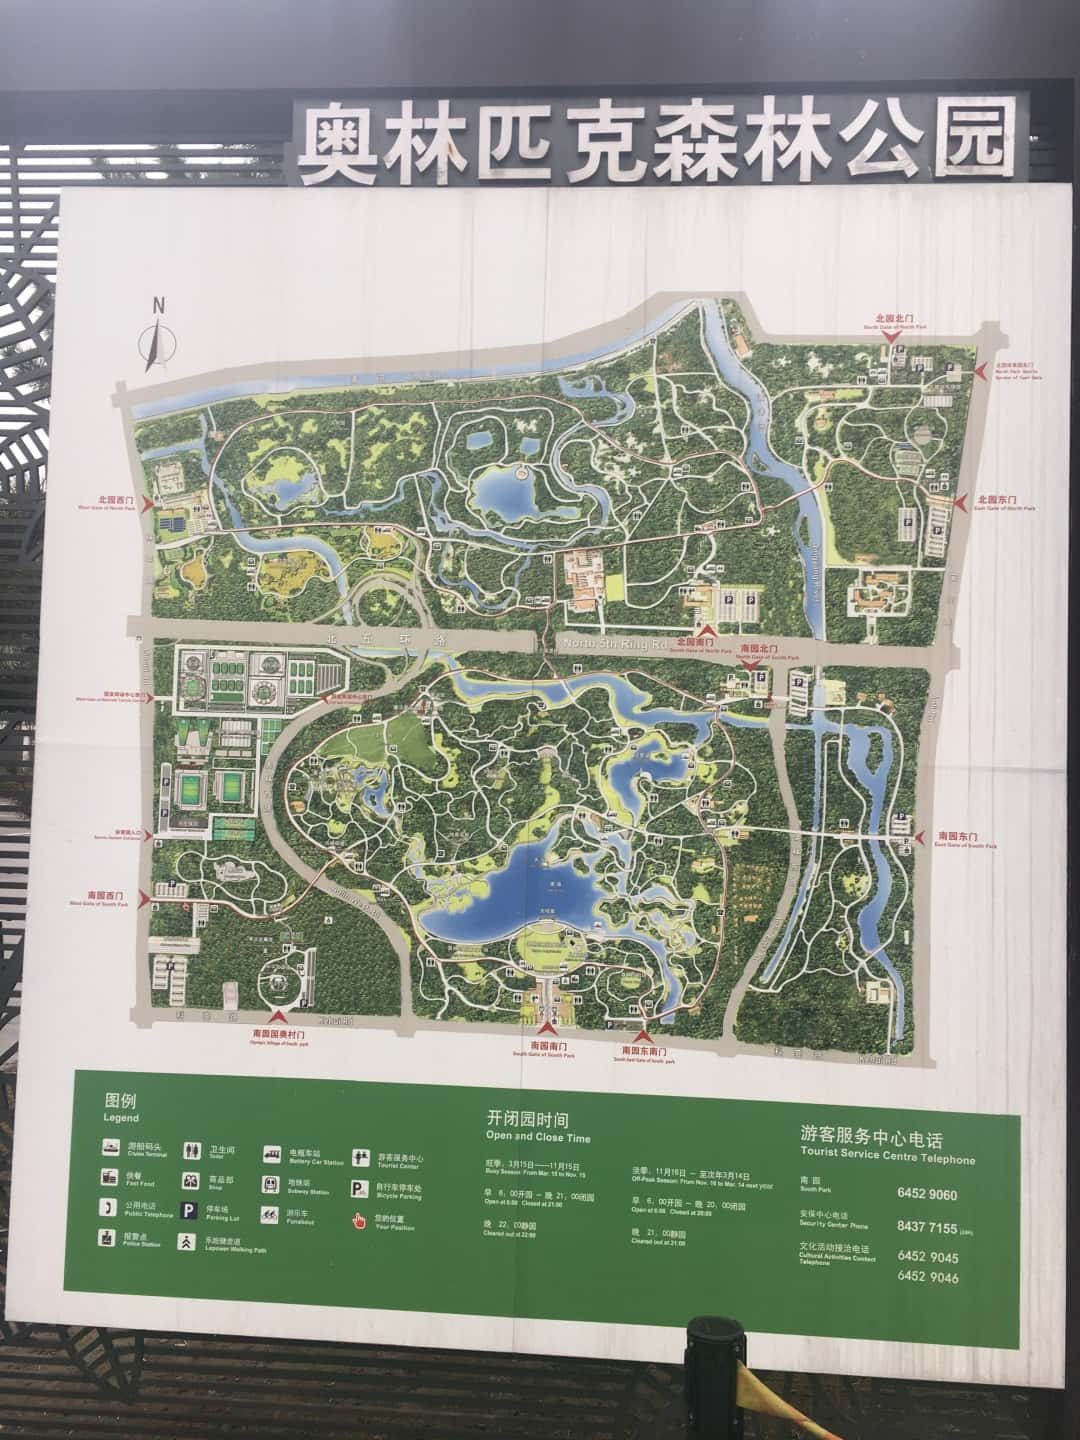 奥林匹克森林公园
N
北园北门
North Gate of North Park
北园体育园东门
北园西门
West Gate of North Park
北园东门
East Gate of North Park
北五环路
North 5th Ring Rd
北园南门
South Gate of North Park
南园北门
North Gate of South Park
南园东门
East Gate of South Park
南园西门
West Gate of South Park
科荟路
Kehui Rd
科荟路
Kehui Rd
南园国奥村门
Olympic Village of South park
南园南门
South Gate of South Park
南园东南门
South East Gate of South park
图例
Legend
游船码头
Cruise Terminal
卫生间
Toilet
电瓶车站
Battery Car Station
游客服务中心
Tourist Center
快餐
Fast Food
商品部
Shop
地铁站
Subway Station
自行车停车处
Bicycle Parking
公用电话
Public Telephone
停车场
Parking Lot
游乐车
Funabout
您的位置
Your Position
报警点
Police Station
乐跑健走道
Lepower Walking Path
开闭园时间
Open and Close Time
旺季：3月15日——11月15日
Busy Season: From Mar. 15 to Nov. 15
早 6：00开园 – 晚 21：00闭园
Open at 6:00 Closed at 21:00
晚 22：00静园
Cleared out at 22:00
淡季：11月16日 – 至次年3月14日
Off-Peak Season: From Nov. 16 to Mar. 14 next year
早 6：00开园 – 晚 20：00闭园
Open at 6:00 Closed at 20:00
晚 21：00静园
Cleared out at 21:00
游客服务中心电话
Tourist Service Centre Telephone
南园
South Park
6452 9060
安保中心电话
Security Center Phone
8437 7155 (24H)
文化活动接洽电话
Cultural Activities Contact
Telephone
6452 9045
6452 9046